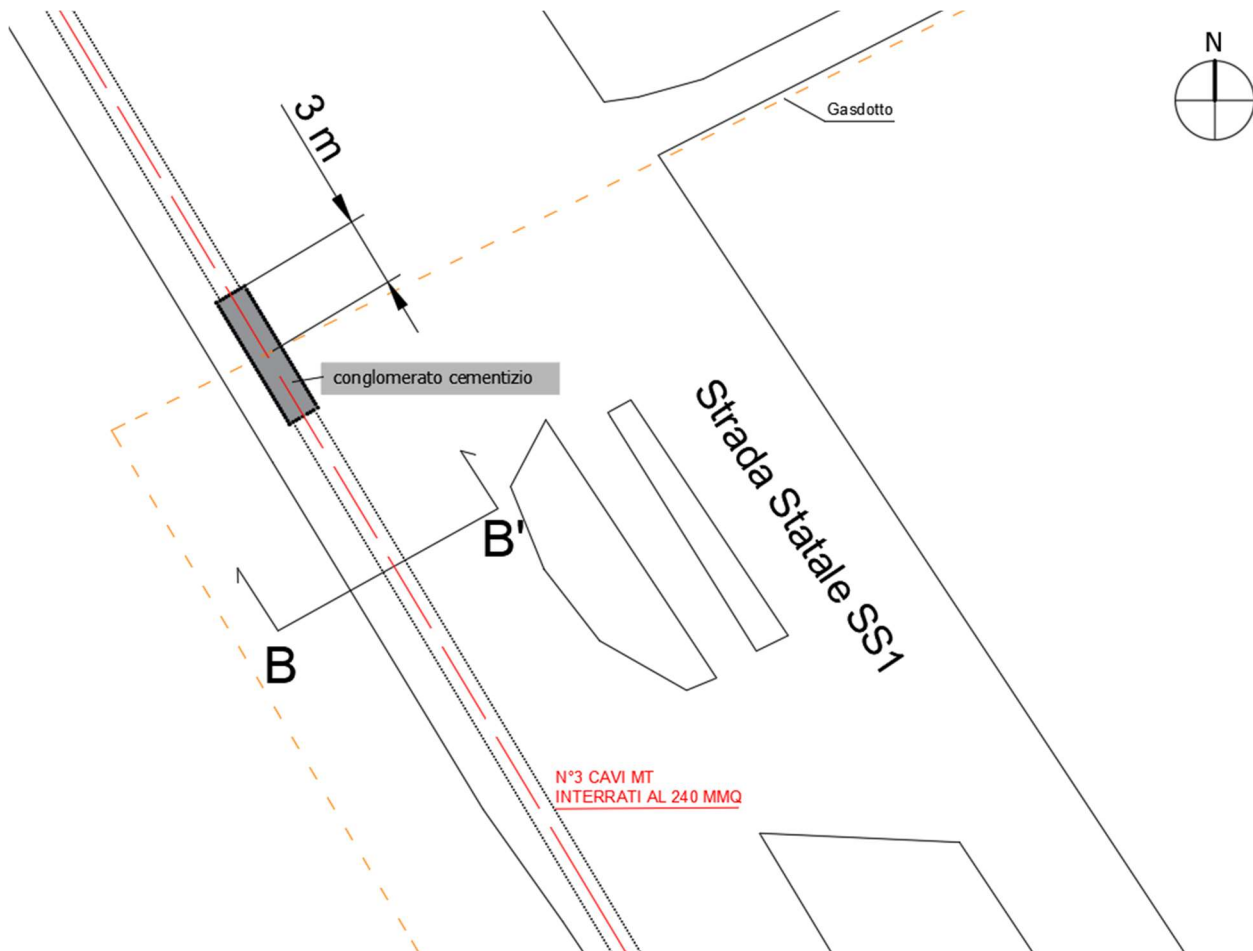 N
Gasdotto
3 m
conglomerato cementizio
Strada Statale SS1
B'
B
N°3 CAVI MT
INTERRATI AL 240 MMQ